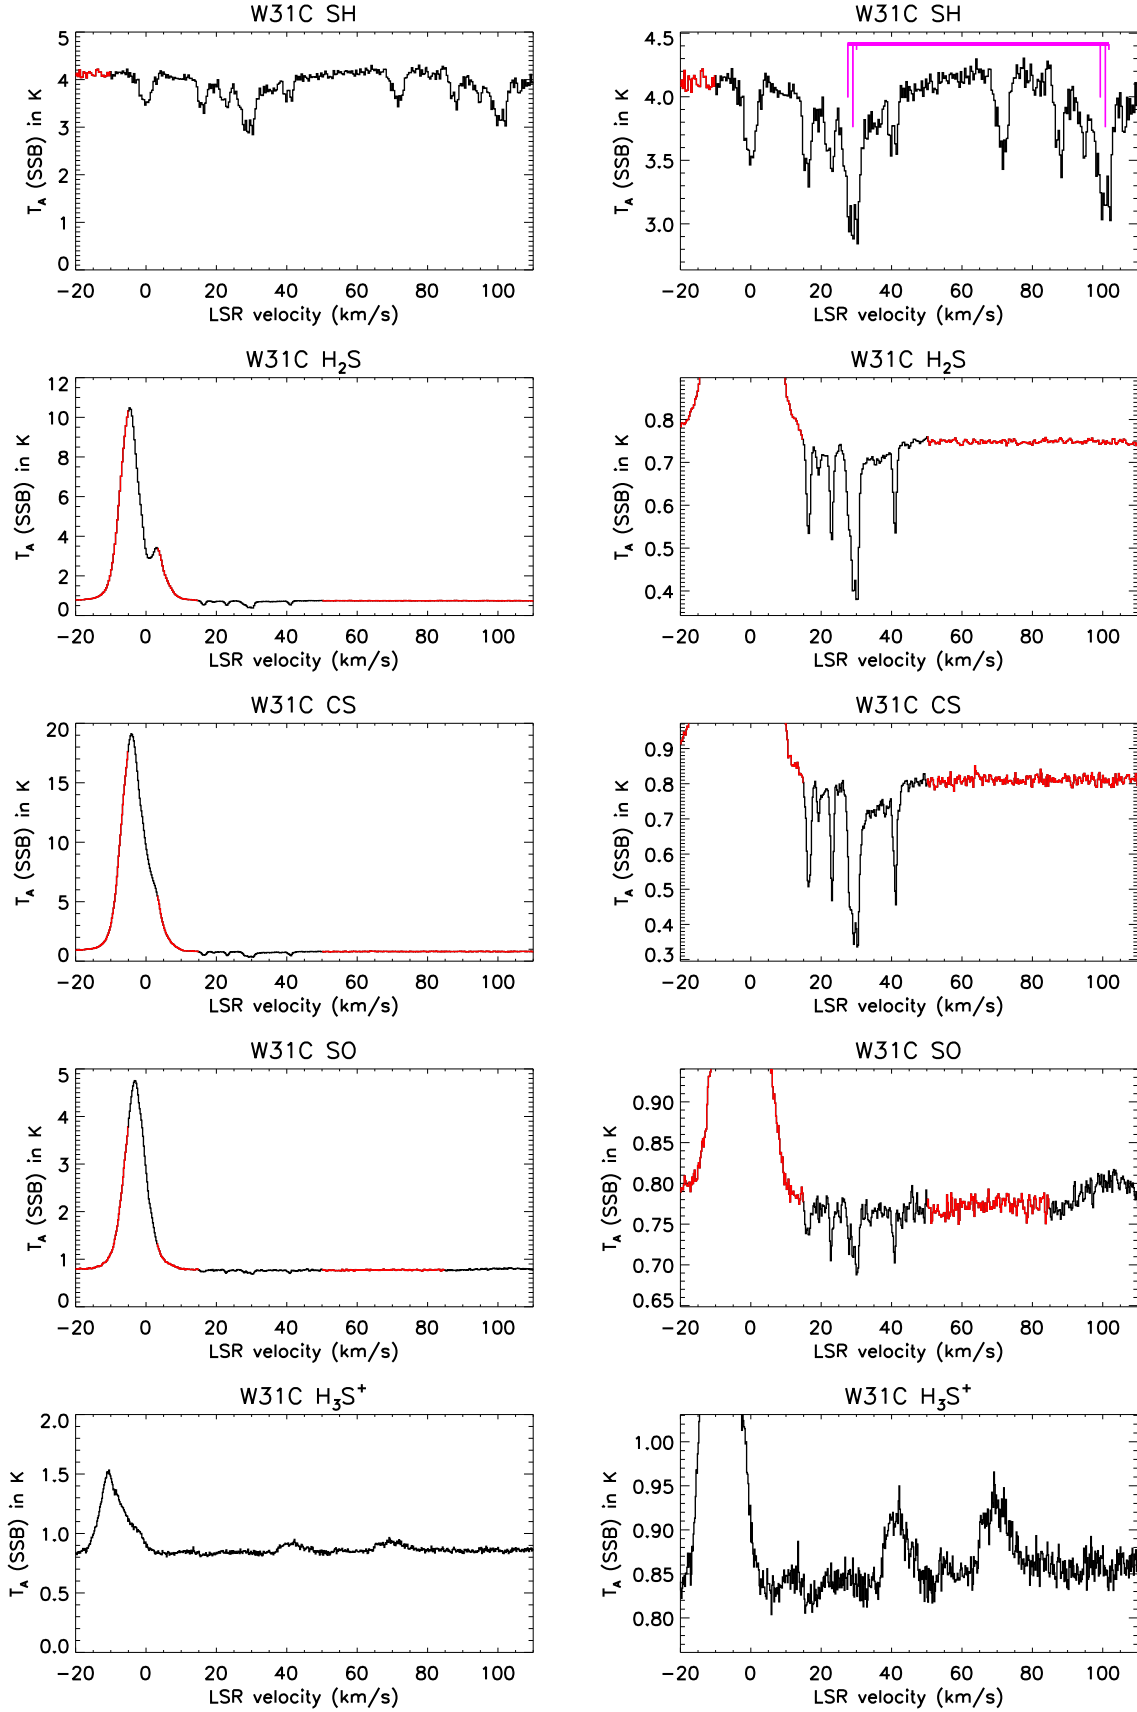 W31C SH
5
4
3
2
1
0
T_A (SSB) in K
−20 0 20 40 60 80 100
LSR velocity (km/s)
W31C SH
4.5
4.0
3.5
3.0
T_A (SSB) in K
−20 0 20 40 60 80 100
LSR velocity (km/s)
W31C H₂S
12
10
8
6
4
2
0
T_A (SSB) in K
−20 0 20 40 60 80 100
LSR velocity (km/s)
W31C H₂S
0.8
0.7
0.6
0.5
0.4
T_A (SSB) in K
−20 0 20 40 60 80 100
LSR velocity (km/s)
W31C CS
20
15
10
5
0
T_A (SSB) in K
−20 0 20 40 60 80 100
LSR velocity (km/s)
W31C CS
0.9
0.8
0.7
0.6
0.5
0.4
0.3
T_A (SSB) in K
−20 0 20 40 60 80 100
LSR velocity (km/s)
W31C SO
5
4
3
2
1
0
T_A (SSB) in K
−20 0 20 40 60 80 100
LSR velocity (km/s)
W31C SO
0.90
0.85
0.80
0.75
0.70
0.65
T_A (SSB) in K
−20 0 20 40 60 80 100
LSR velocity (km/s)
W31C H₃S⁺
2.0
1.5
1.0
0.5
0.0
T_A (SSB) in K
−20 0 20 40 60 80 100
LSR velocity (km/s)
W31C H₃S⁺
1.00
0.95
0.90
0.85
0.80
T_A (SSB) in K
−20 0 20 40 60 80 100
LSR velocity (km/s)